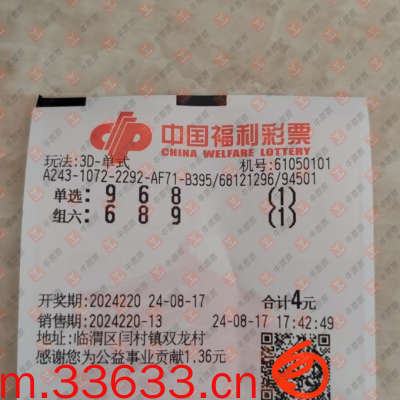 中国福利彩票
CHINA WELFARE LOTTERY
玩法:3D-单式 机号:61050101
A243-1072-2292-AF71-B395/68121296/94501
单选: 9 6 8 (1)
组六: 6 8 9 (1)
开奖期:2024220 24-08-17 合计4元
销售期:2024220-13 24-08-17 17:42:49
地址:临渭区闫村镇双龙村
感谢您为公益事业贡献1.36元
m.33633.cn